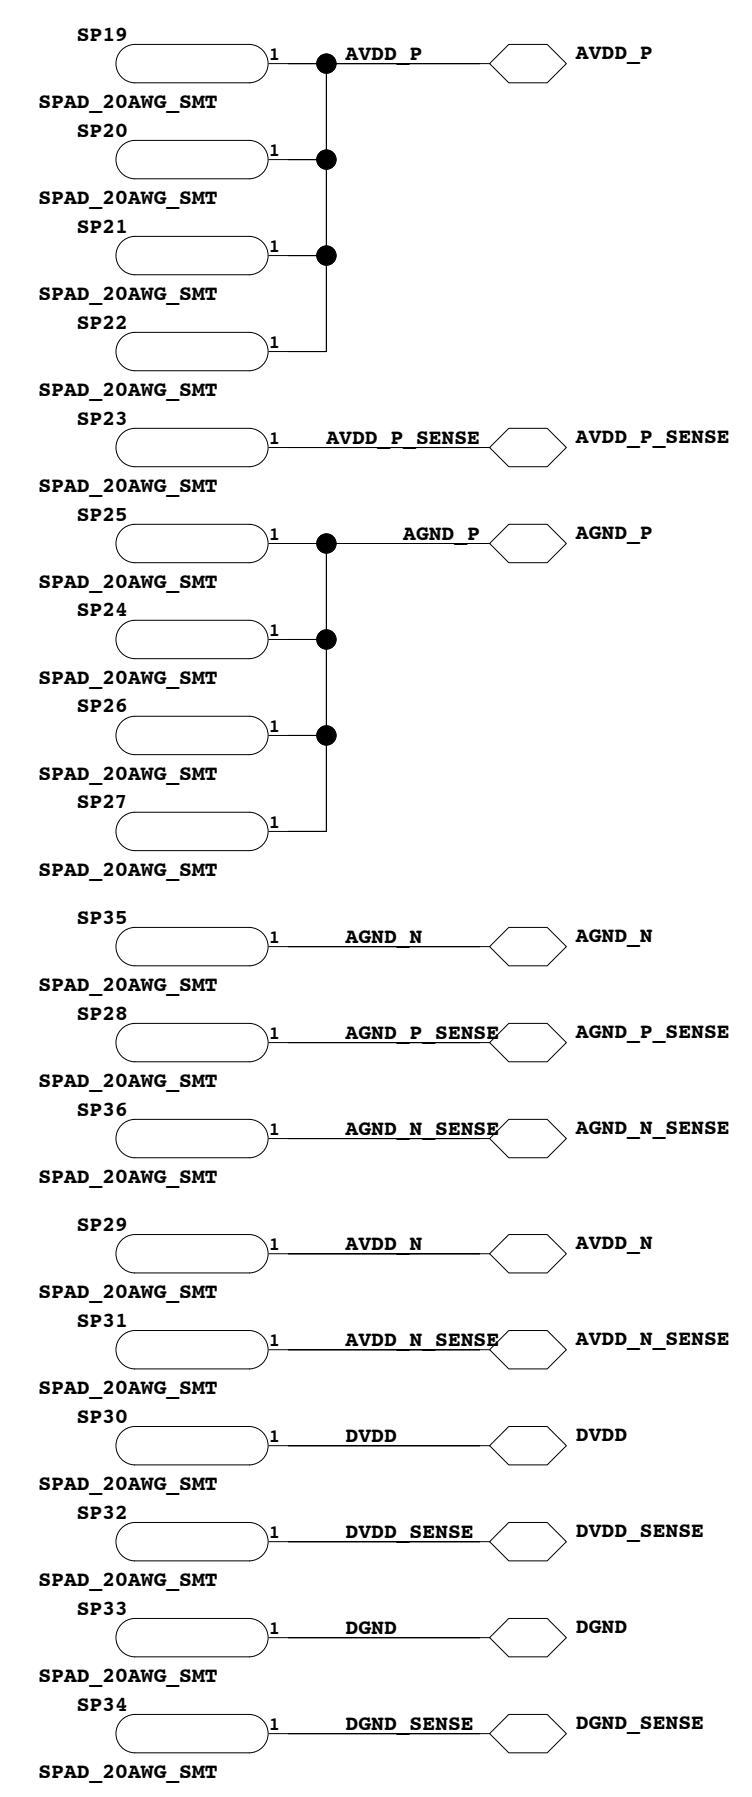 SP19
1 AVDD_P AVDD_P
SPAD_20AWG_SMT
SP20
1
SPAD_20AWG_SMT
SP21
1
SPAD_20AWG_SMT
SP22
1
SPAD_20AWG_SMT
SP23
1 AVDD_P_SENSE AVDD_P_SENSE
SPAD_20AWG_SMT
SP25
1 AGND_P AGND_P
SPAD_20AWG_SMT
SP24
1
SPAD_20AWG_SMT
SP26
1
SPAD_20AWG_SMT
SP27
1
SPAD_20AWG_SMT
SP35
1 AGND_N AGND_N
SPAD_20AWG_SMT
SP28
1 AGND_P_SENSE AGND_P_SENSE
SPAD_20AWG_SMT
SP36
1 AGND_N_SENSE AGND_N_SENSE
SPAD_20AWG_SMT
SP29
1 AVDD_N AVDD_N
SPAD_20AWG_SMT
SP31
1 AVDD_N_SENSE AVDD_N_SENSE
SPAD_20AWG_SMT
SP30
1 DVDD DVDD
SPAD_20AWG_SMT
SP32
1 DVDD_SENSE DVDD_SENSE
SPAD_20AWG_SMT
SP33
1 DGND DGND
SPAD_20AWG_SMT
SP34
1 DGND_SENSE DGND_SENSE
SPAD_20AWG_SMT